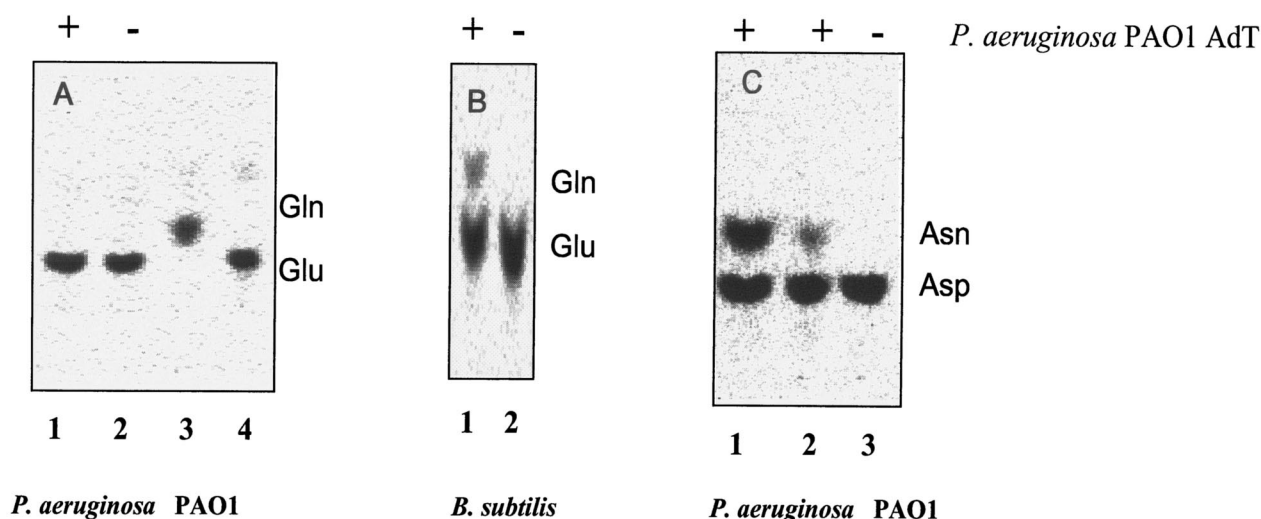 + - + - + + - P. aeruginosa PAO1 AdT
A B C
Gln Gln Asn
Glu Glu Asp
1 2 3 4 1 2 1 2 3
P. aeruginosa PAO1 B. subtilis P. aeruginosa PAO1